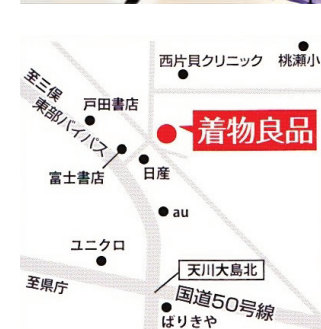 西片貝クリニック
桃瀬小
至三俣
東部バイパス
戸田書店
着物良品
富士書店
日産
au
ユニクロ
天川大島北
至県庁
国道50号線
ばりきや